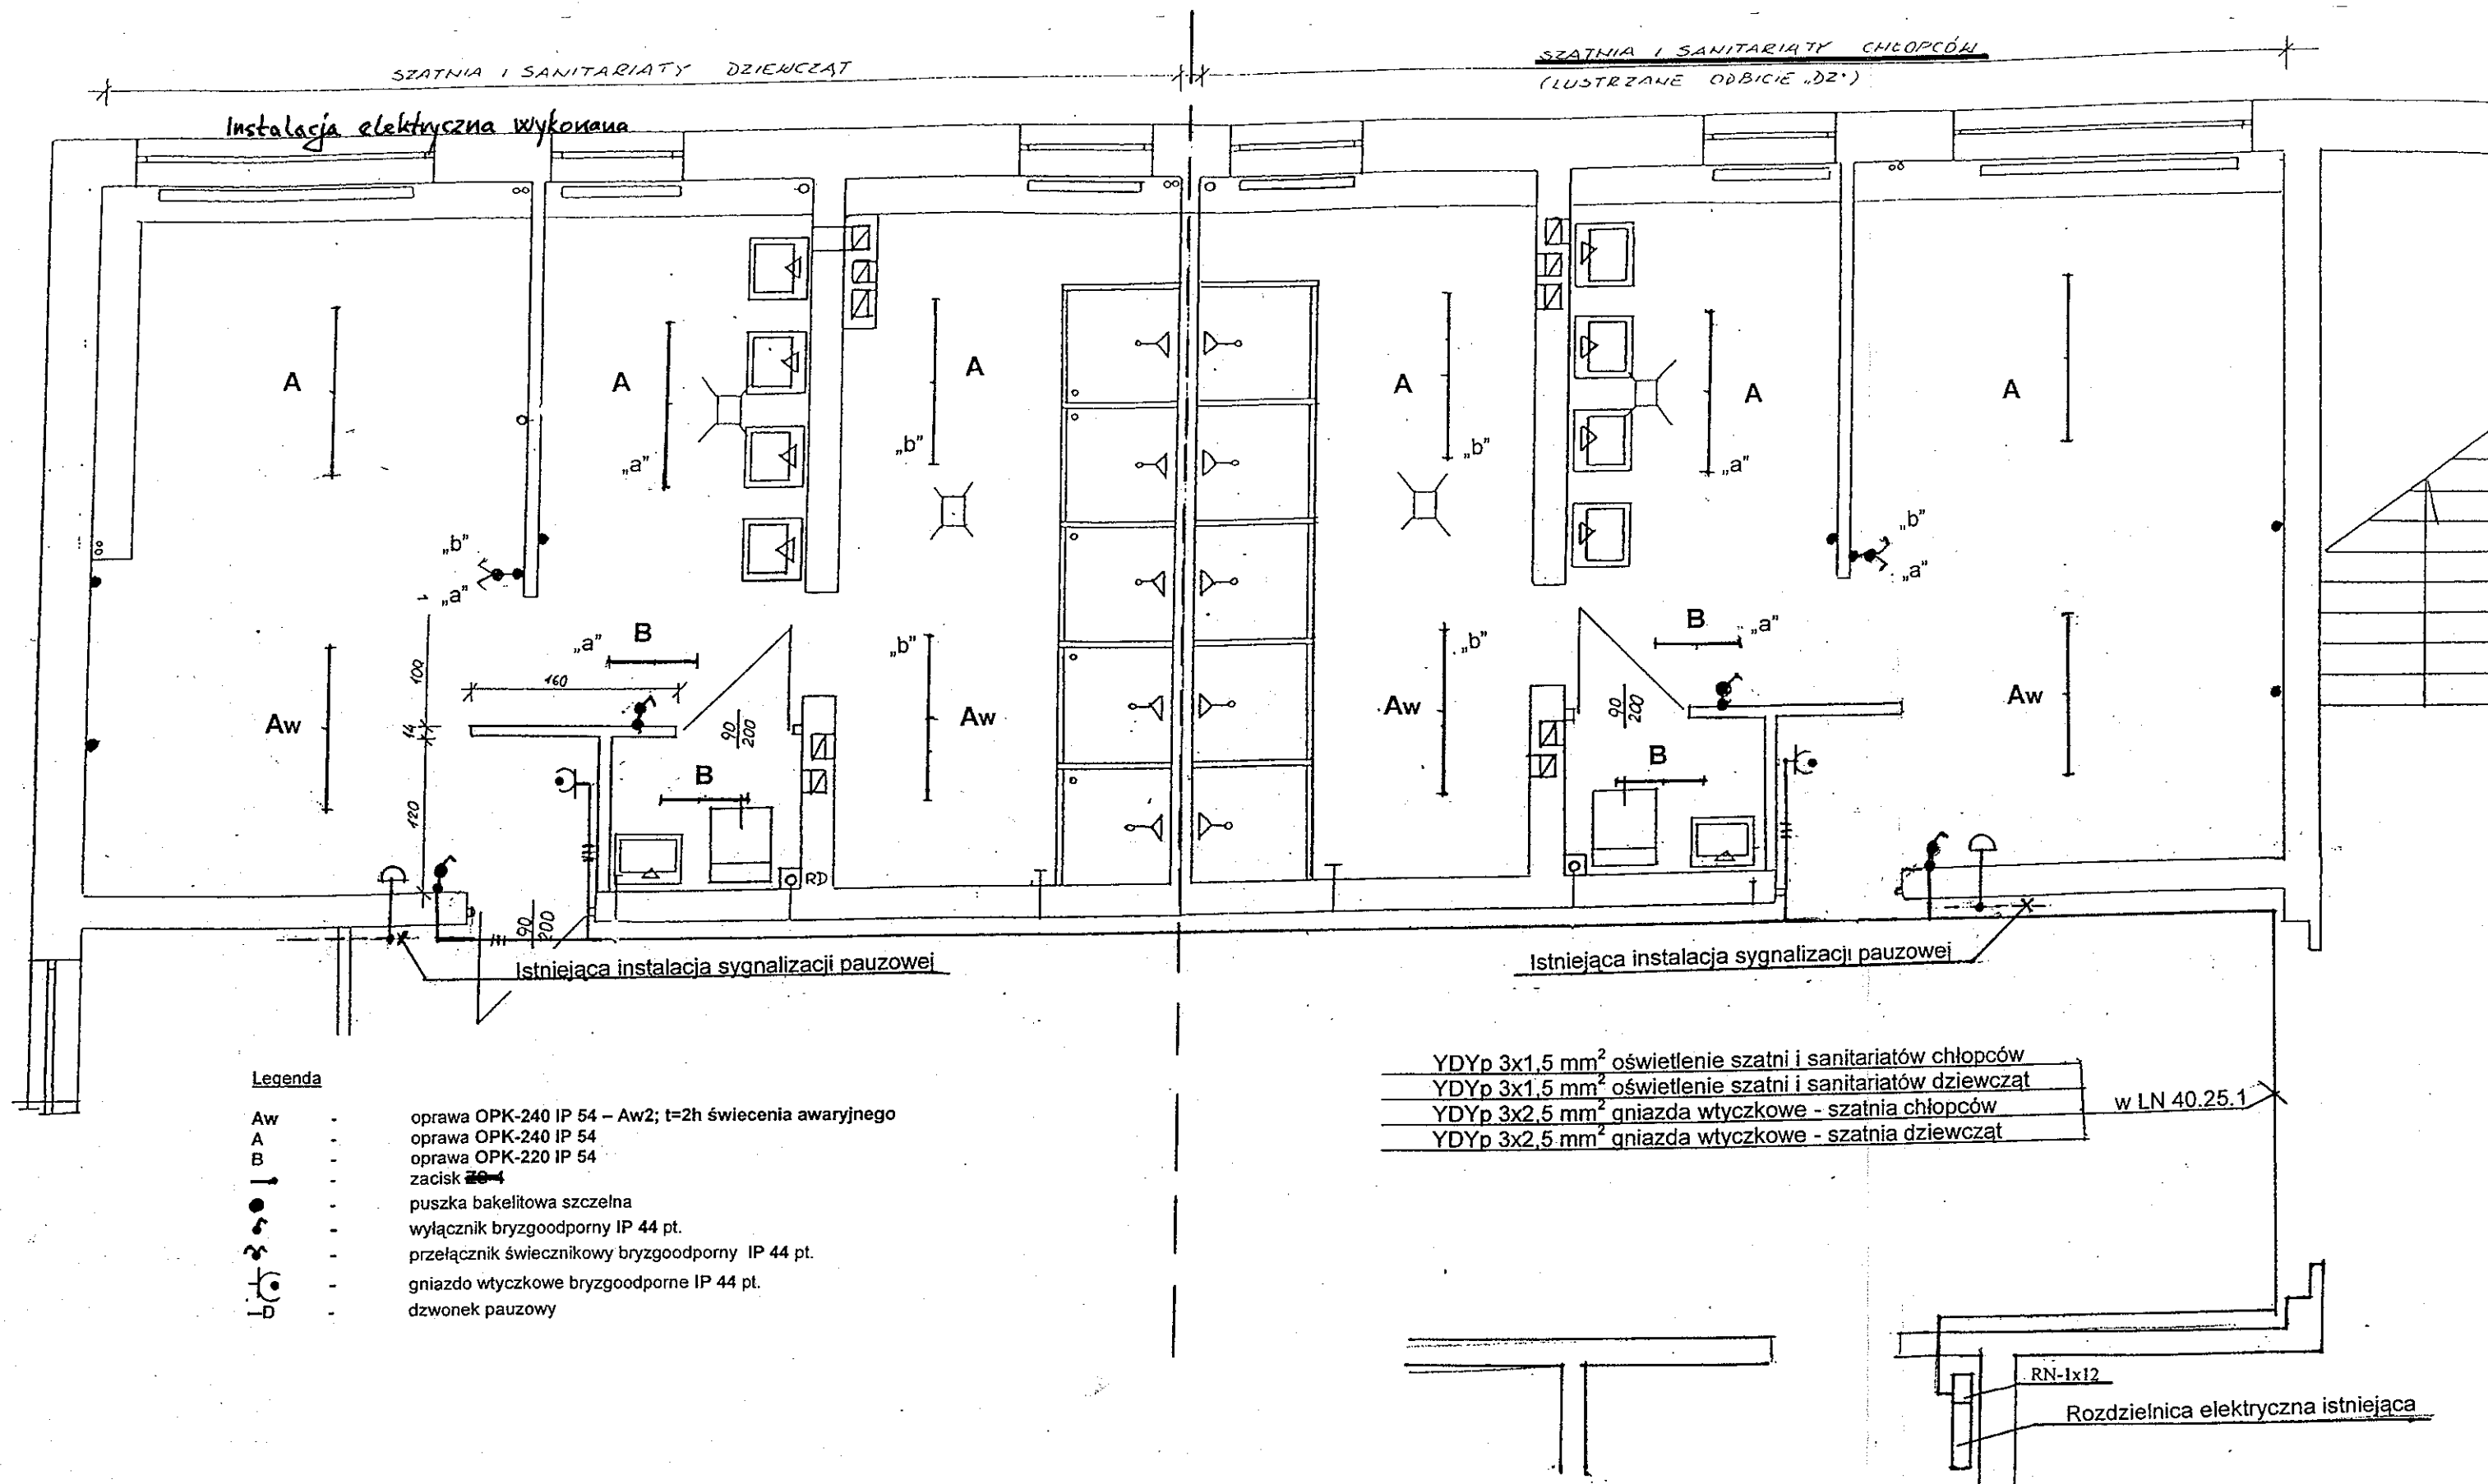 SZATNIA I SANITARIATY DZIEWCZĄT
SZATNIA I SANITARIATY CHŁOPCÓW
(LUSTRZANE ODBICIE „DZ")
Instalacja elektryczna wykonana
A
A
A
A
A
A
„a"
„b"
„b"
„a"
„b"
„a"
„b"
„a"
„a"
B
„b"
„b"
B
„a"
100
160
14
120
Aw
Aw
Aw
Aw
90
200
90
200
B
B
RD
90
200
Istniejąca instalacja sygnalizacji pauzowej
Istniejąca instalacja sygnalizacji pauzowej
Legenda
Aw - oprawa OPK-240 IP 54 – Aw2; t=2h świecenia awaryjnego
A - oprawa OPK-240 IP 54
B - oprawa OPK-220 IP 54
- zacisk
- puszka bakelitowa szczelna
- wyłącznik bryzgoodporny IP 44 pt.
- przełącznik świecznikowy bryzgoodporny IP 44 pt.
- gniazdo wtyczkowe bryzgoodporne IP 44 pt.
- dzwonek pauzowy
YDYp 3x1,5 mm² oświetlenie szatni i sanitariatów chłopców
YDYp 3x1,5 mm² oświetlenie szatni i sanitariatów dziewcząt
YDYp 3x2,5 mm² gniazda wtyczkowe - szatnia chłopców
YDYp 3x2,5 mm² gniazda wtyczkowe - szatnia dziewcząt
w LN 40.25.1
RN-1x12
Rozdzielnica elektryczna istniejąca